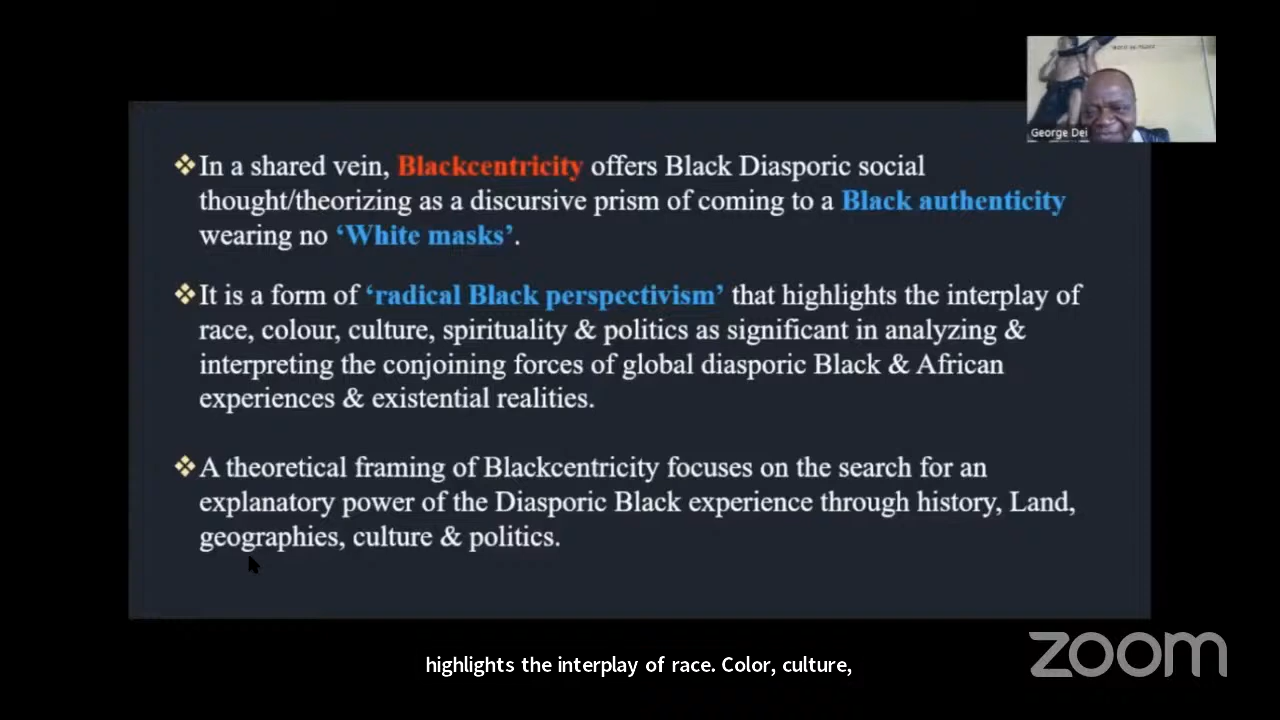 George Dei
❖In a shared vein, Blackcentricity offers Black Diasporic social
thought/theorizing as a discursive prism of coming to a Black authenticity
wearing no ‘White masks’.
❖It is a form of ‘radical Black perspectivism’ that highlights the interplay of
race, colour, culture, spirituality & politics as significant in analyzing &
interpreting the conjoining forces of global diasporic Black & African
experiences & existential realities.
❖A theoretical framing of Blackcentricity focuses on the search for an
explanatory power of the Diasporic Black experience through history, Land,
geographies, culture & politics.
highlights the interplay of race. Color, culture,
zoom